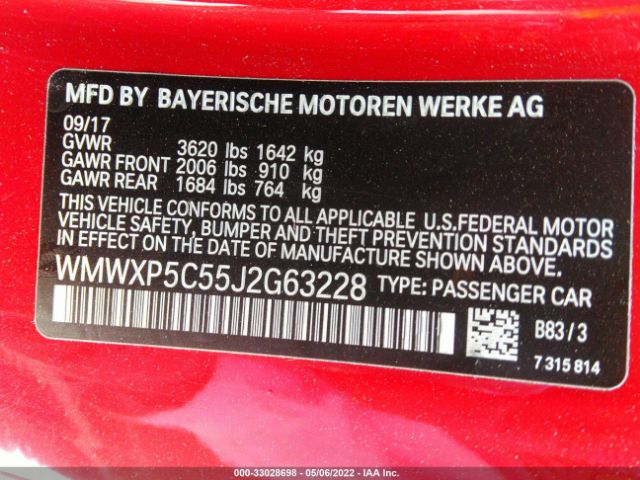 MFD BY BAYERISCHE MOTOREN WERKE AG
09/17
GVWR 3620 lbs 1642 kg
GAWR FRONT 2006 lbs 910 kg
GAWR REAR 1684 lbs 764 kg
THIS VEHICLE CONFORMS TO ALL APPLICABLE U.S.FEDERAL MOTOR
VEHICLE SAFETY, BUMPER AND THEFT PREVENTION STANDARDS
IN EFFECT ON THE DATE OF MANUFACTURE SHOWN ABOVE.
WMWXP5C55J2G63228 TYPE: PASSENGER CAR
B83/3
7315814
000-33028698 - 05/06/2022 - IAA Inc.